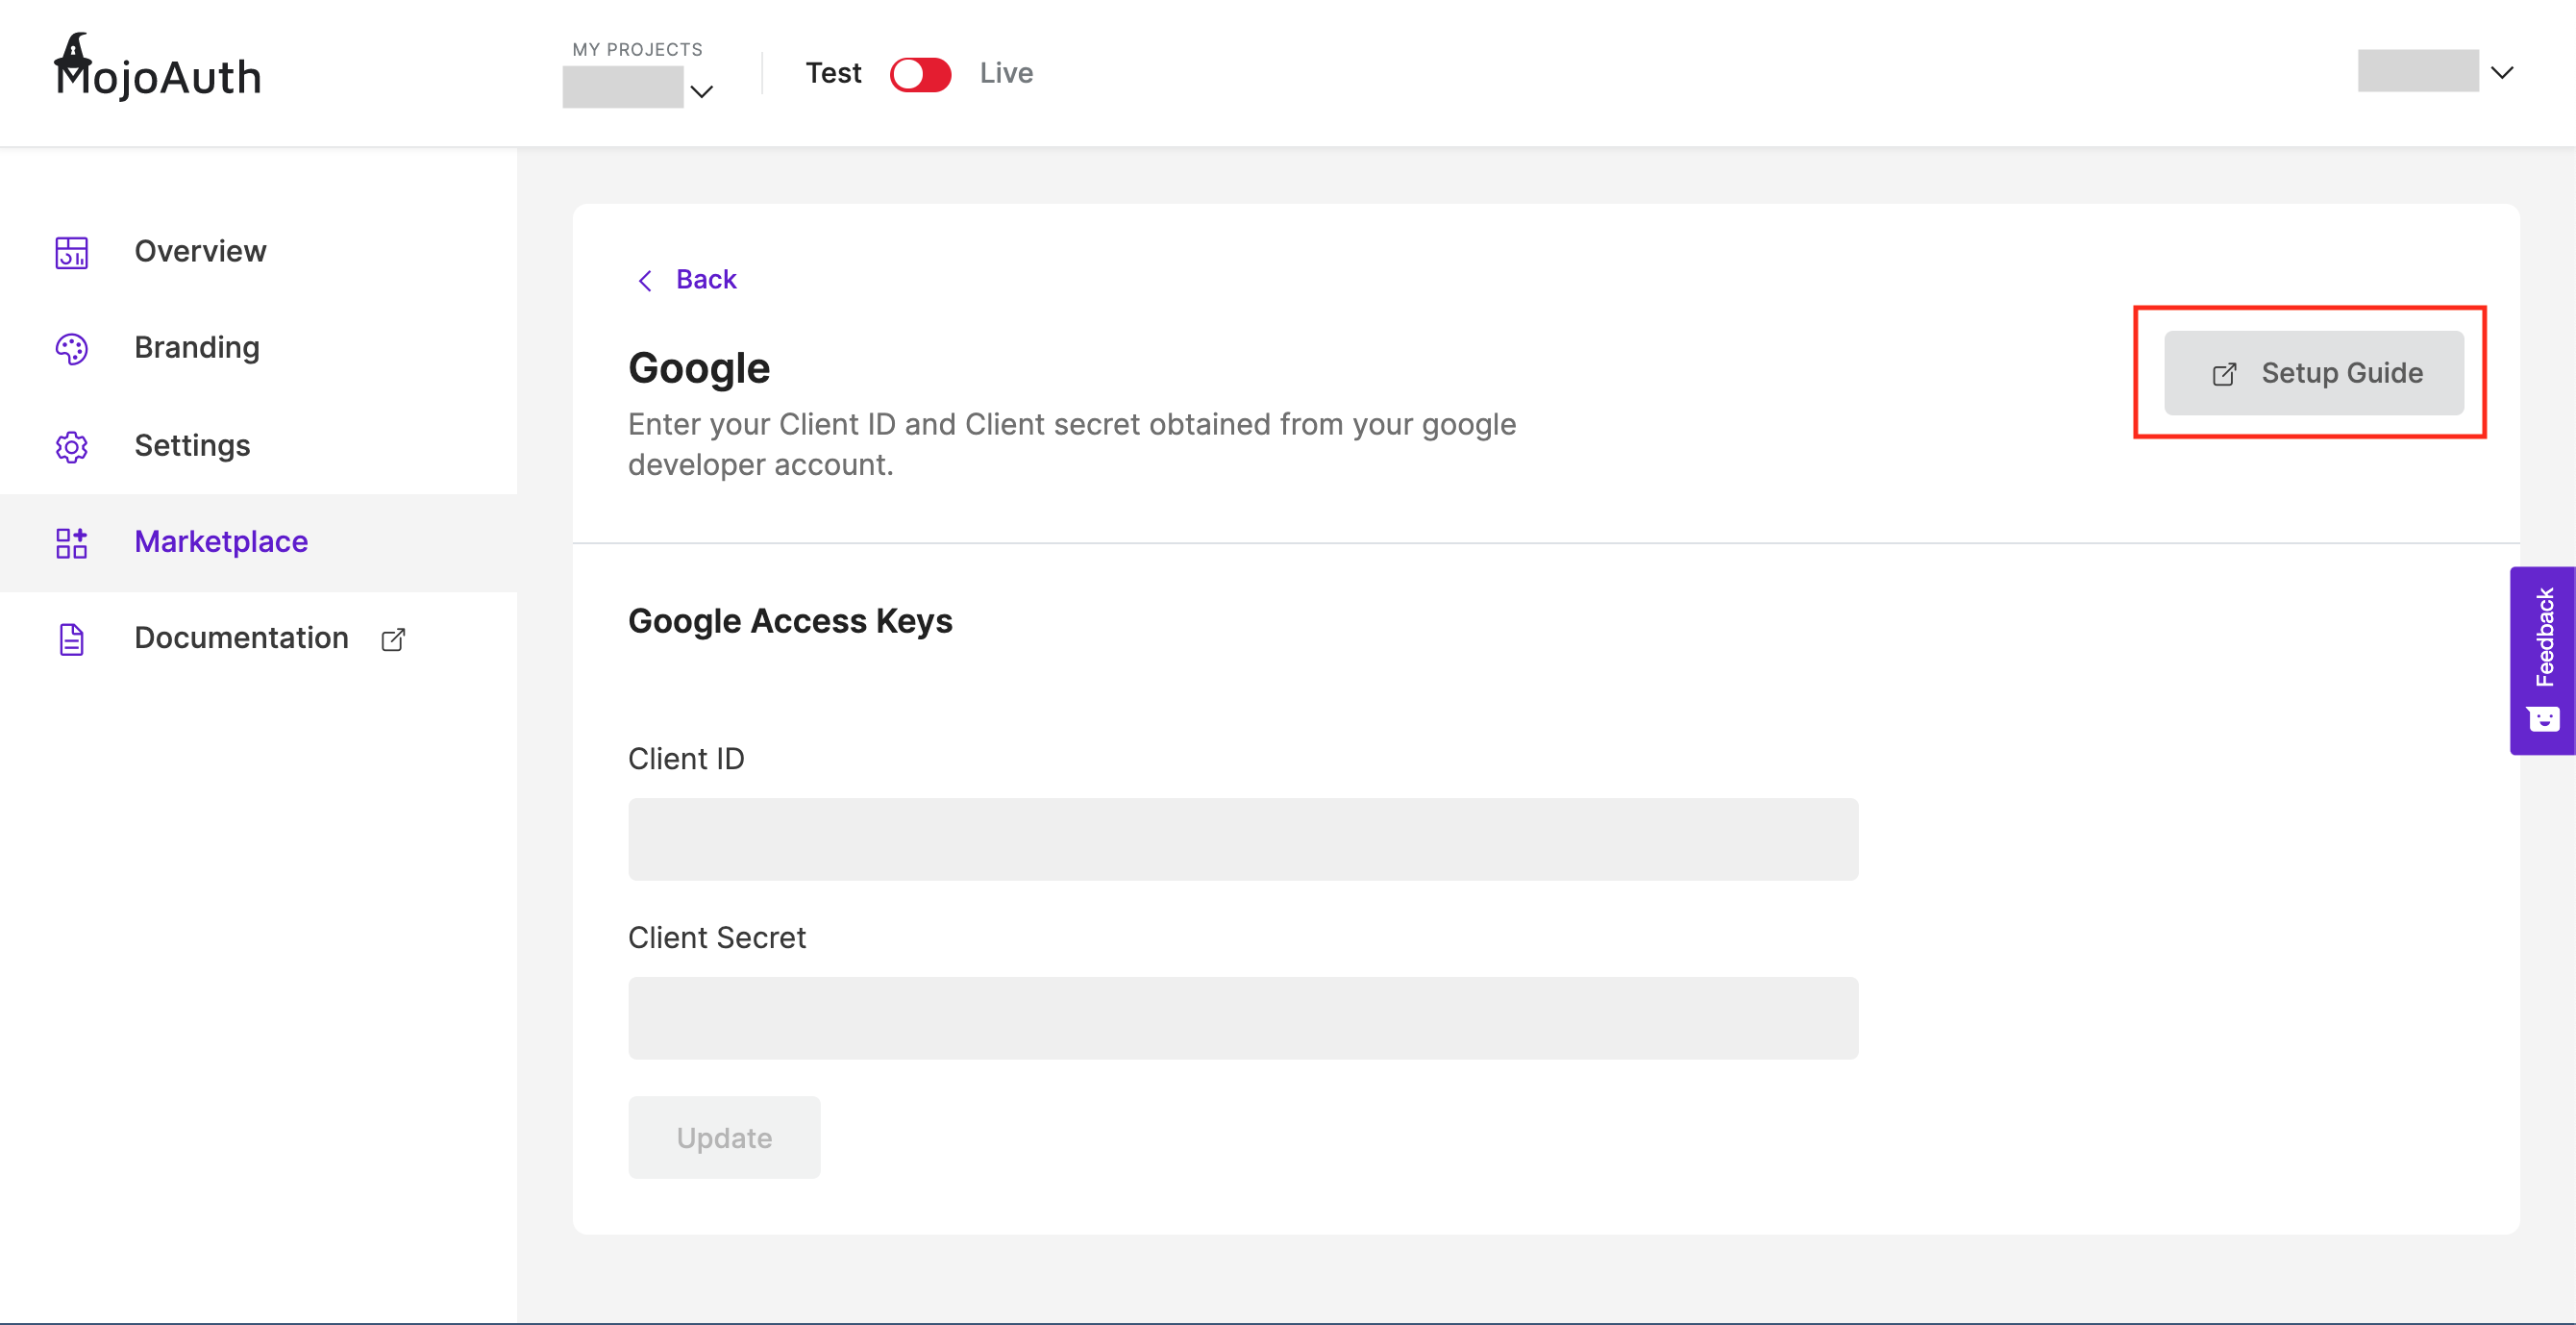 MojoAuth
MY PROJECTS
Test Live
Overview
Branding
Settings
Marketplace
Documentation
Back
Google
Enter your Client ID and Client secret obtained from your google
developer account.
Setup Guide
Google Access Keys
Client ID
Client Secret
Update
Feedback